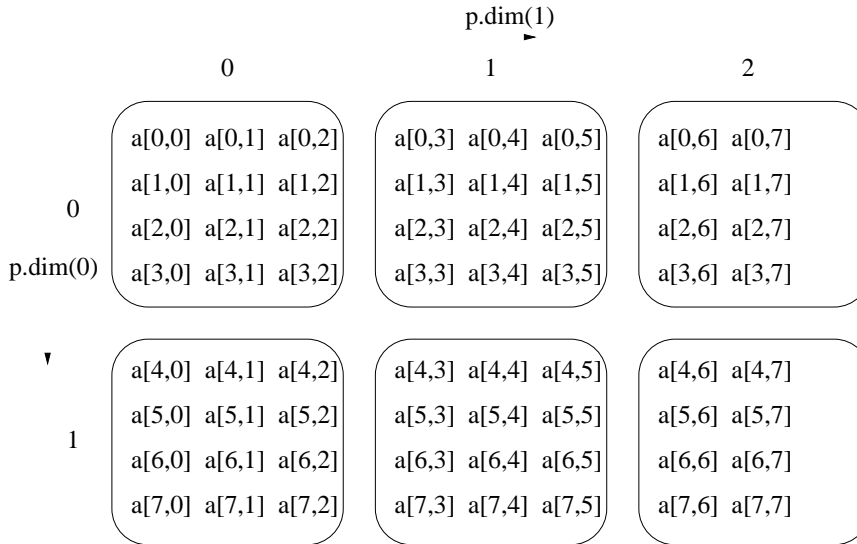 p.dim(1)
0 1 2
a[0,0] a[0,1] a[0,2] a[0,3] a[0,4] a[0,5] a[0,6] a[0,7]
a[1,0] a[1,1] a[1,2] a[1,3] a[1,4] a[1,5] a[1,6] a[1,7]
0
a[2,0] a[2,1] a[2,2] a[2,3] a[2,4] a[2,5] a[2,6] a[2,7]
p.dim(0) a[3,0] a[3,1] a[3,2] a[3,3] a[3,4] a[3,5] a[3,6] a[3,7]
a[4,0] a[4,1] a[4,2] a[4,3] a[4,4] a[4,5] a[4,6] a[4,7]
a[5,0] a[5,1] a[5,2] a[5,3] a[5,4] a[5,5] a[5,6] a[5,7]
1
a[6,0] a[6,1] a[6,2] a[6,3] a[6,4] a[6,5] a[6,6] a[6,7]
a[7,0] a[7,1] a[7,2] a[7,3] a[7,4] a[7,5] a[7,6] a[7,7]